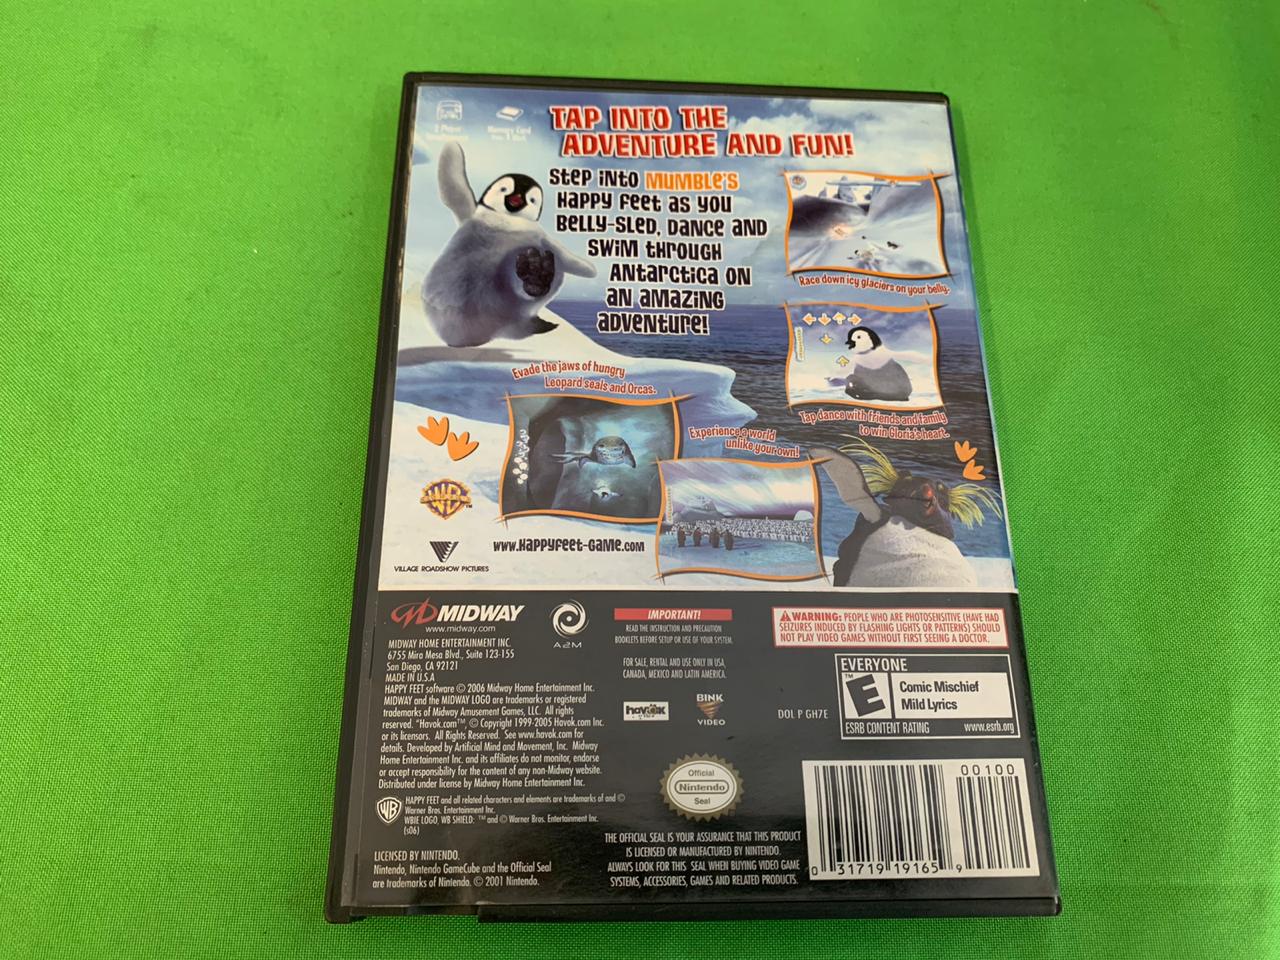 2 Player
Memory Card
TAP INTO THE
ADVENTURE AND FUN!
STEP INTO MUMBLE'S
HAPPY FEET AS YOU
BELLY-SLED, DANCE AND
SWIM THROUGH
ANTARCTICA ON
AN AMAZING
ADVENTURE!
Race down icy glaciers on your belly.
Evade the jaws of hungry
Leopard seals and Orcas.
Tap dance with friends and family
to win Gloria's heart.
Experience a world
unlike your own!
WB
www.HAPPYFEET-GAME.COM
VILLAGE ROADSHOW PICTURES
MIDWAY
www.midway.com
MIDWAY HOME ENTERTAINMENT INC.
6755 Mira Mesa Blvd., Suite 123-155
San Diego, CA 92121
MADE IN U.S.A
HAPPY FEET software © 2006 Midway Home Entertainment Inc.
MIDWAY and the MIDWAY LOGO are trademarks or registered
trademarks of Midway Amusement Games, LLC. All rights
reserved. "Havok.com™, © Copyright 1999-2005 Havok.com Inc.
or its licensors. All Rights Reserved. See www.havok.com for
details. Developed by Artificial Mind and Movement, Inc. Midway
Home Entertainment Inc. and its affiliates do not monitor, endorse
or accept responsibility for the content of any non-Midway website.
Distributed under license by Midway Home Entertainment Inc.
WB
HAPPY FEET and all related characters and elements are trademarks of and ©
Warner Bros. Entertainment Inc.
WBIE LOGO, WB SHIELD: ™ and © Warner Bros. Entertainment Inc.
(s06)
LICENSED BY NINTENDO.
Nintendo, Nintendo GameCube and the Official Seal
are trademarks of Nintendo. © 2001 Nintendo.
A2M
IMPORTANT!
READ THE INSTRUCTION AND PRECAUTION
BOOKLETS BEFORE SETUP OR USE OF YOUR SYSTEM.
FOR SALE, RENTAL AND USE ONLY IN USA,
CANADA, MEXICO AND LATIN AMERICA.
havok
BINK
VIDEO
DOL P GH7E
Official
Nintendo
Seal
THE OFFICIAL SEAL IS YOUR ASSURANCE THAT THIS PRODUCT
IS LICENSED OR MANUFACTURED BY NINTENDO.
ALWAYS LOOK FOR THIS SEAL WHEN BUYING VIDEO GAME
SYSTEMS, ACCESSORIES, GAMES AND RELATED PRODUCTS.
WARNING: PEOPLE WHO ARE PHOTOSENSITIVE (HAVE HAD
SEIZURES INDUCED BY FLASHING LIGHTS OR PATTERNS) SHOULD
NOT PLAY VIDEO GAMES WITHOUT FIRST SEEING A DOCTOR.
EVERYONE
E
™
Comic Mischief
Mild Lyrics
ESRB CONTENT RATING www.esrb.org
00100
0 31719 19165 9